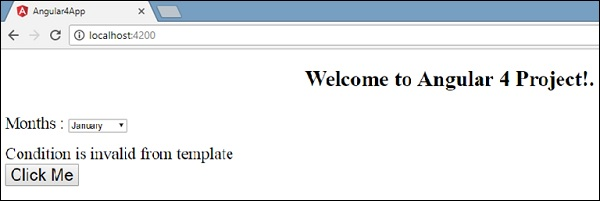 Angular4App
localhost:4200
Welcome to Angular 4 Project!.
Months : January
Condition is invalid from template
Click Me